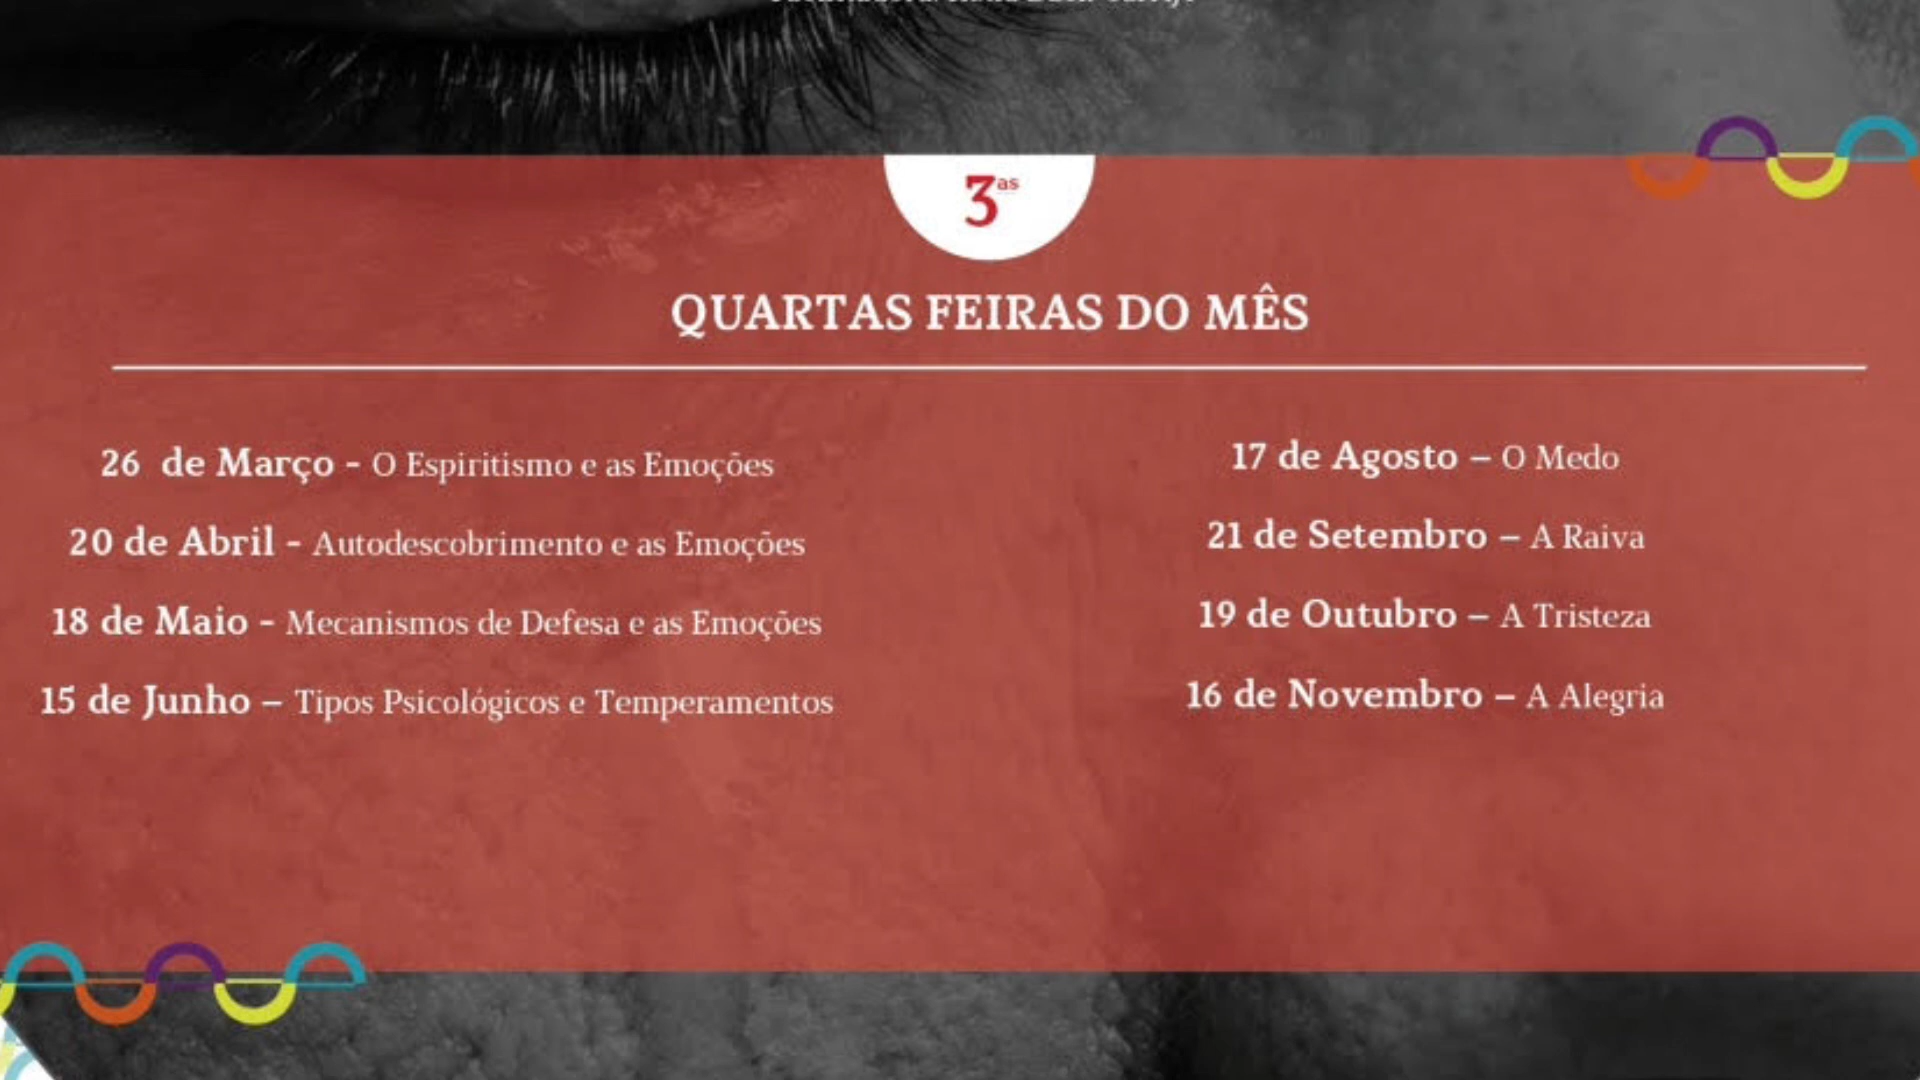 3as
QUARTAS FEIRAS DO MÊS
26 de Março - O Espiritismo e as Emoções
20 de Abril - Autodescobrimento e as Emoções
18 de Maio - Mecanismos de Defesa e as Emoções
15 de Junho – Tipos Psicológicos e Temperamentos
17 de Agosto – O Medo
21 de Setembro – A Raiva
19 de Outubro – A Tristeza
16 de Novembro – A Alegria